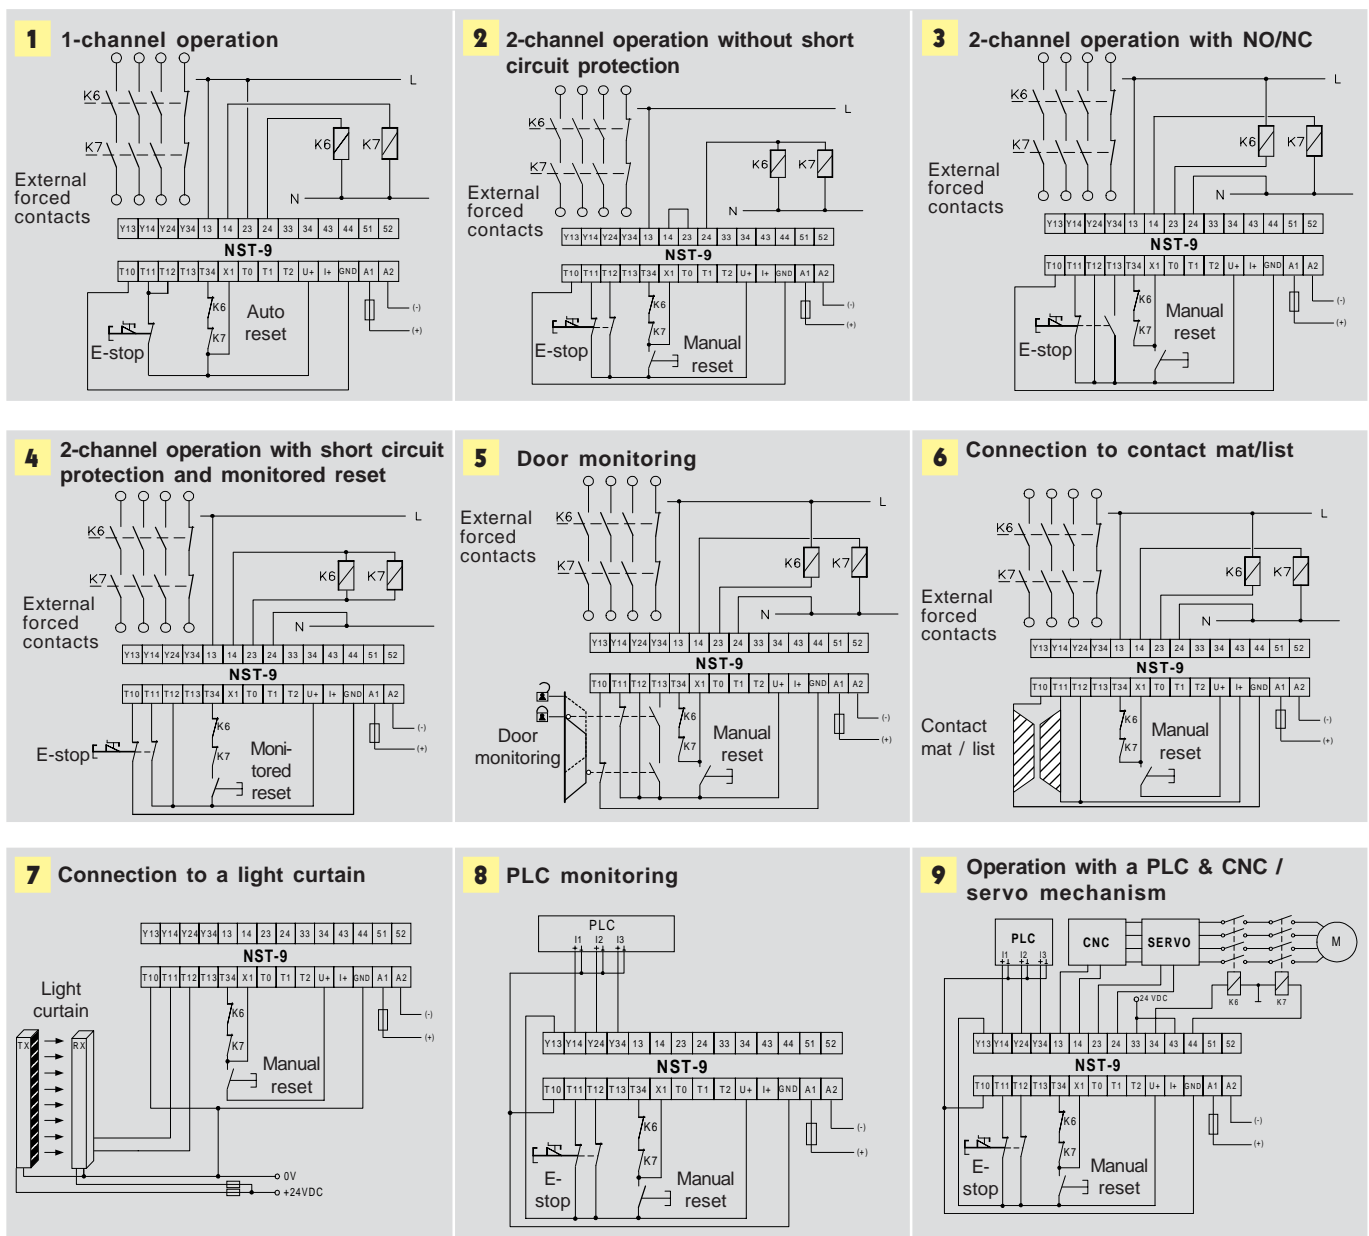 1 1-channel operation
K6
K7
L
K6 K7
External
forced
contacts
N
Y13 Y14 Y24 Y34 13 14 23 24 33 34 43 44 51 52
NST-9
T10 T11 T12 T13 T34 X1 T0 T1 T2 U+ I+ GND A1 A2
K6
K7
Auto
reset
E-stop
(-)
(+)
2 2-channel operation without short
circuit protection
L
K6
K7
K6 K7
External
forced
contacts
N
Y13 Y14 Y24 Y34 13 14 23 24 33 34 43 44 51 52
NST-9
T10 T11 T12 T13 T34 X1 T0 T1 T2 U+ I+ GND A1 A2
K6
K7
Manual
reset
E-stop
(-)
(+)
3 2-channel operation with NO/NC
L
K6
K7
K6 K7
External
forced
contacts
N
Y13 Y14 Y24 Y34 13 14 23 24 33 34 43 44 51 52
NST-9
T10 T11 T12 T13 T34 X1 T0 T1 T2 U+ I+ GND A1 A2
K6
K7
Manual
reset
E-stop
(-)
(+)
4 2-channel operation with short circuit
protection and monitored reset
L
K6
K7
K6 K7
External
forced
contacts
N
Y13 Y14 Y24 Y34 13 14 23 24 33 34 43 44 51 52
NST-9
T10 T11 T12 T13 T34 X1 T0 T1 T2 U+ I+ GND A1 A2
K6
K7
Moni-
tored
reset
E-stop
(-)
(+)
5 Door monitoring
L
External
forced
contacts
K6
K7
K6 K7
N
Y13 Y14 Y24 Y34 13 14 23 24 33 34 43 44 51 52
NST-9
T10 T11 T12 T13 T34 X1 T0 T1 T2 U+ I+ GND A1 A2
K6
K7
Door
monitoring
Manual
reset
(-)
(+)
6 Connection to contact mat/list
L
K6
K7
K6 K7
External
forced
contacts
N
Y13 Y14 Y24 Y34 13 14 23 24 33 34 43 44 51 52
NST-9
T10 T11 T12 T13 T34 X1 T0 T1 T2 U+ I+ GND A1 A2
Contact
mat / list
K6
K7
Manual
reset
(-)
(+)
7 Connection to a light curtain
Y13 Y14 Y24 Y34 13 14 23 24 33 34 43 44 51 52
NST-9
T10 T11 T12 T13 T34 X1 T0 T1 T2 U+ I+ GND A1 A2
Light
curtain
TX RX
K6
K7
Manual
reset
(-)
(+)
0V
+24VDC
8 PLC monitoring
PLC
I1 I2 I3
+ + +
Y13 Y14 Y24 Y34 13 14 23 24 33 34 43 44 51 52
NST-9
T10 T11 T12 T13 T34 X1 T0 T1 T2 U+ I+ GND A1 A2
K6
K7
E-
stop
Manual
reset
(-)
(+)
9 Operation with a PLC & CNC /
servo mechanism
PLC CNC SERVO M
I1 I2 I3
+ + +
24 VDC
K6 K7
Y13 Y14 Y24 Y34 13 14 23 24 33 34 43 44 51 52
NST-9
T10 T11 T12 T13 T34 X1 T0 T1 T2 U+ I+ GND A1 A2
K6
K7
E-
stop
Manual
reset
(-)
(+)